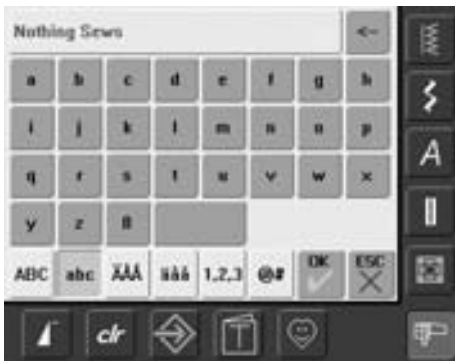 Nothing Sews <-
a b c d e f g h
i j k l m n o p
q r s t u v w x
y z ß
ABC abc ÄÅÀ äåà 1,2,3 @# OK ESC
A
clr T